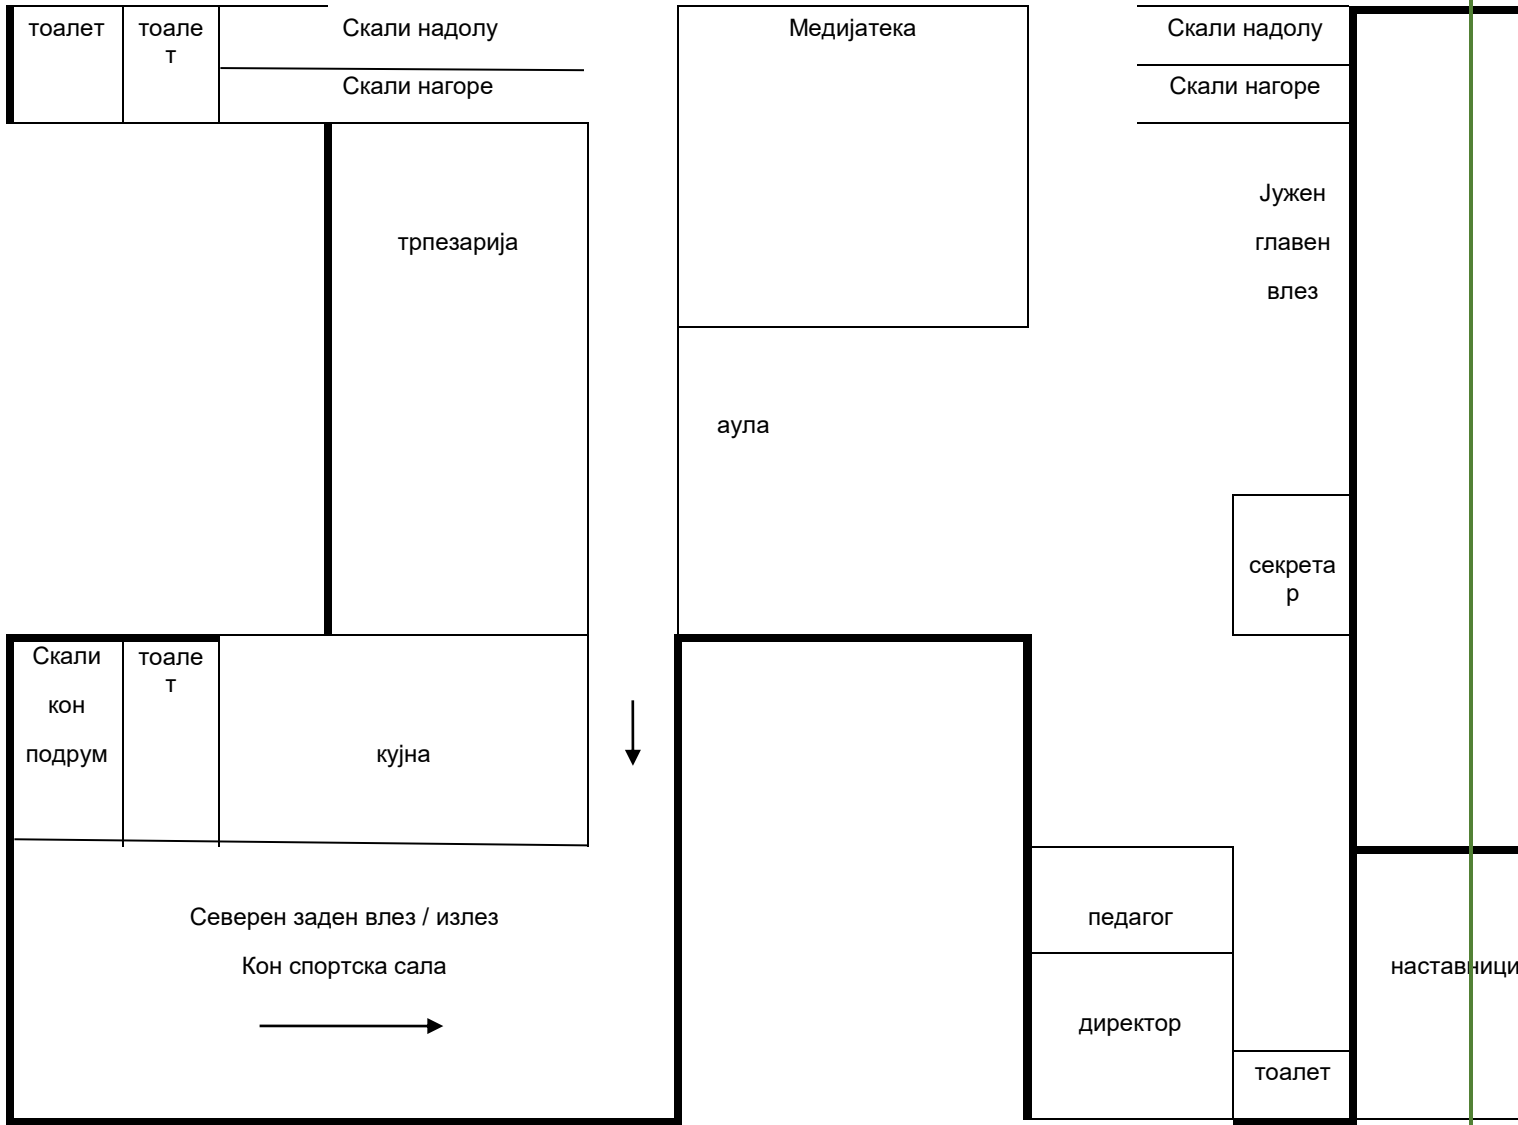 тоалет
тоале
т
Скали надолу
Скали нагоре
Медијатека
Скали надолу
Скали нагоре
трпезарија
Јужен
главен
влез
аула
секрета
р
Скали
кон
подрум
тоале
т
кујна
Северен заден влез / излез
Кон спортска сала
педагог
директор
тоалет
наставници